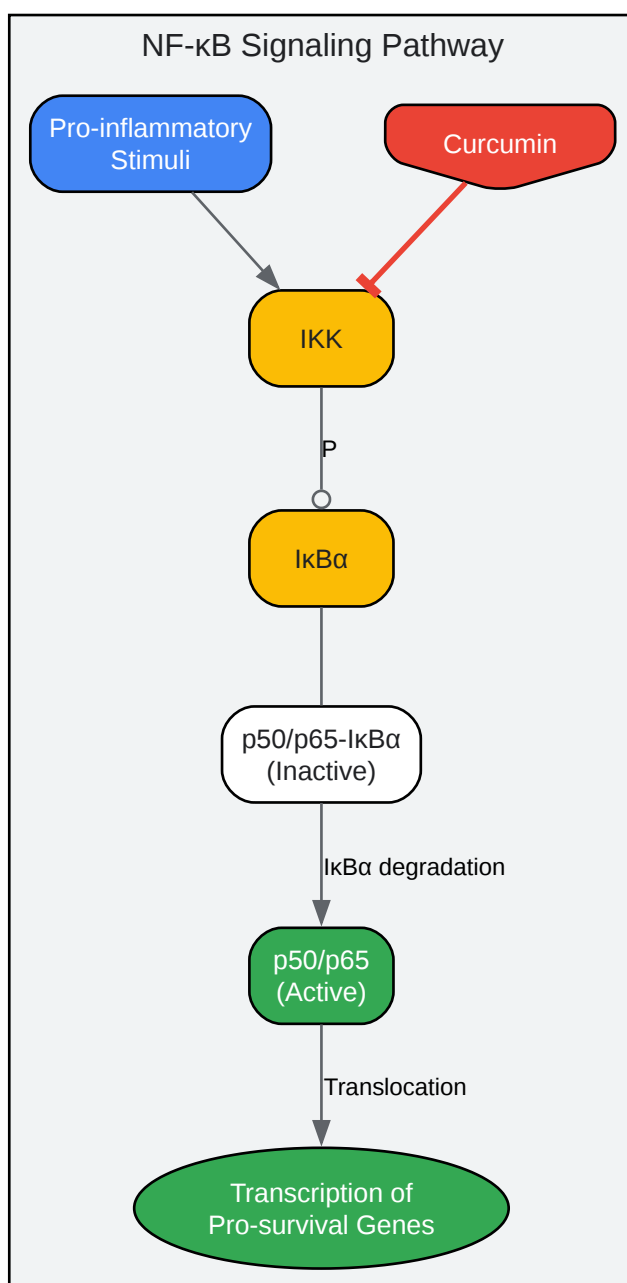 NF-κB Signaling Pathway
Pro-inflammatory
Stimuli
Curcumin
IKK
P
IκBα
p50/p65-IκBα
(Inactive)
IκBα degradation
p50/p65
(Active)
Translocation
Transcription of
Pro-survival Genes